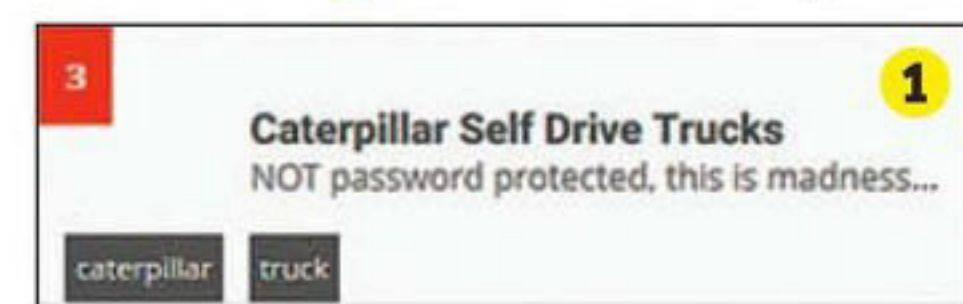 3
1
Caterpillar Self Drive Trucks
NOT password protected, this is madness...
caterpillar
truck